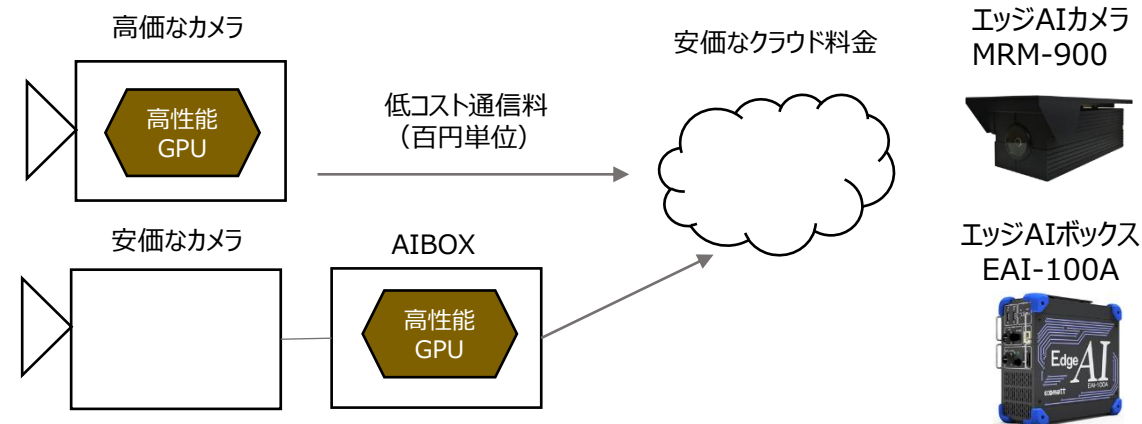 高価なカメラ
高性能
GPU
低コスト通信料
（百円単位）
安価なクラウド料金
エッジAIカメラ
MRM-900
安価なカメラ
AIBOX
高性能
GPU
エッジAIボックス
EAI-100A
Edge AI
EAI-100A